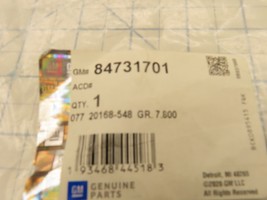 GM# 84731701
ACD#
QTY. 1
077 20168-548 GR. 7.800
1 93468 44518 3
GM
GENUINE
PARTS
Detroit, MI 48265
©2020 GM LLC
All Rights Reserved